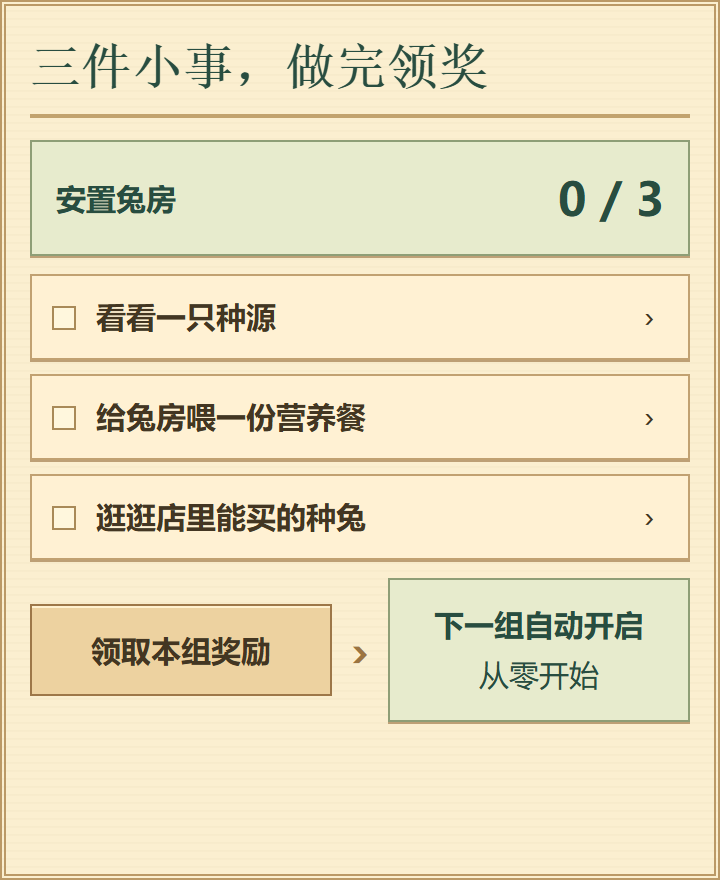 三件小事，做完领奖
安置兔房
0 / 3
看看一只种源 ›
给兔房喂一份营养餐 ›
逛逛店里能买的种兔 ›
领取本组奖励 ›
下一组自动开启
从零开始